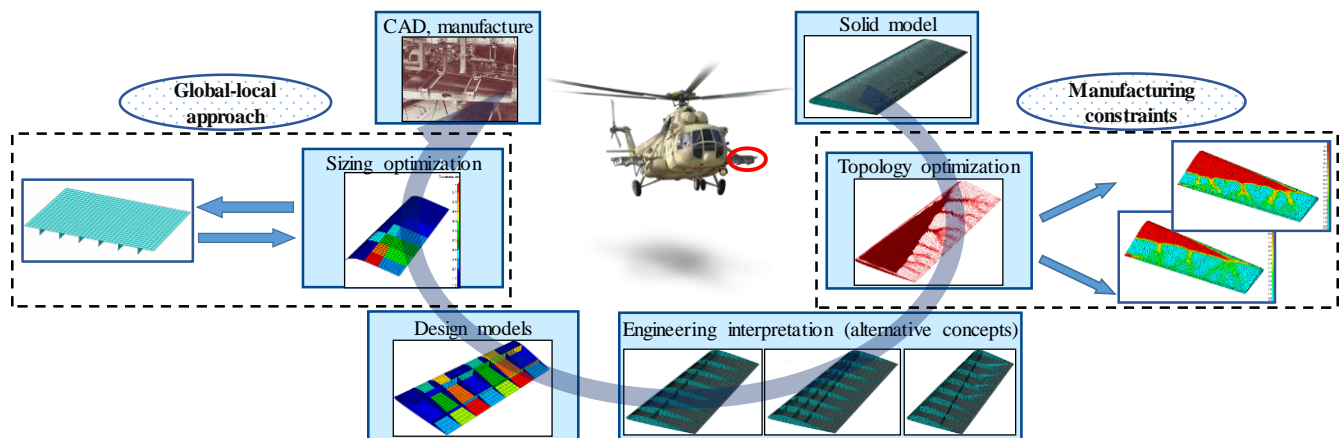 CAD, manufacture
Solid model
Global-local
approach
Manufacturing
constraints
Sizing optimization
Topology optimization
Design models
Engineering interpretation (alternative concepts)